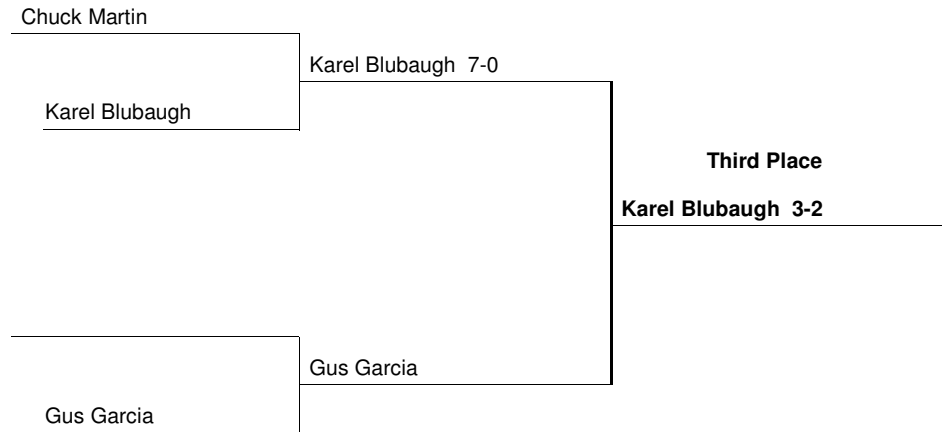 Chuck Martin
Karel Blubaugh 7-0
Karel Blubaugh
Third Place
Karel Blubaugh 3-2
Gus Garcia
Gus Garcia